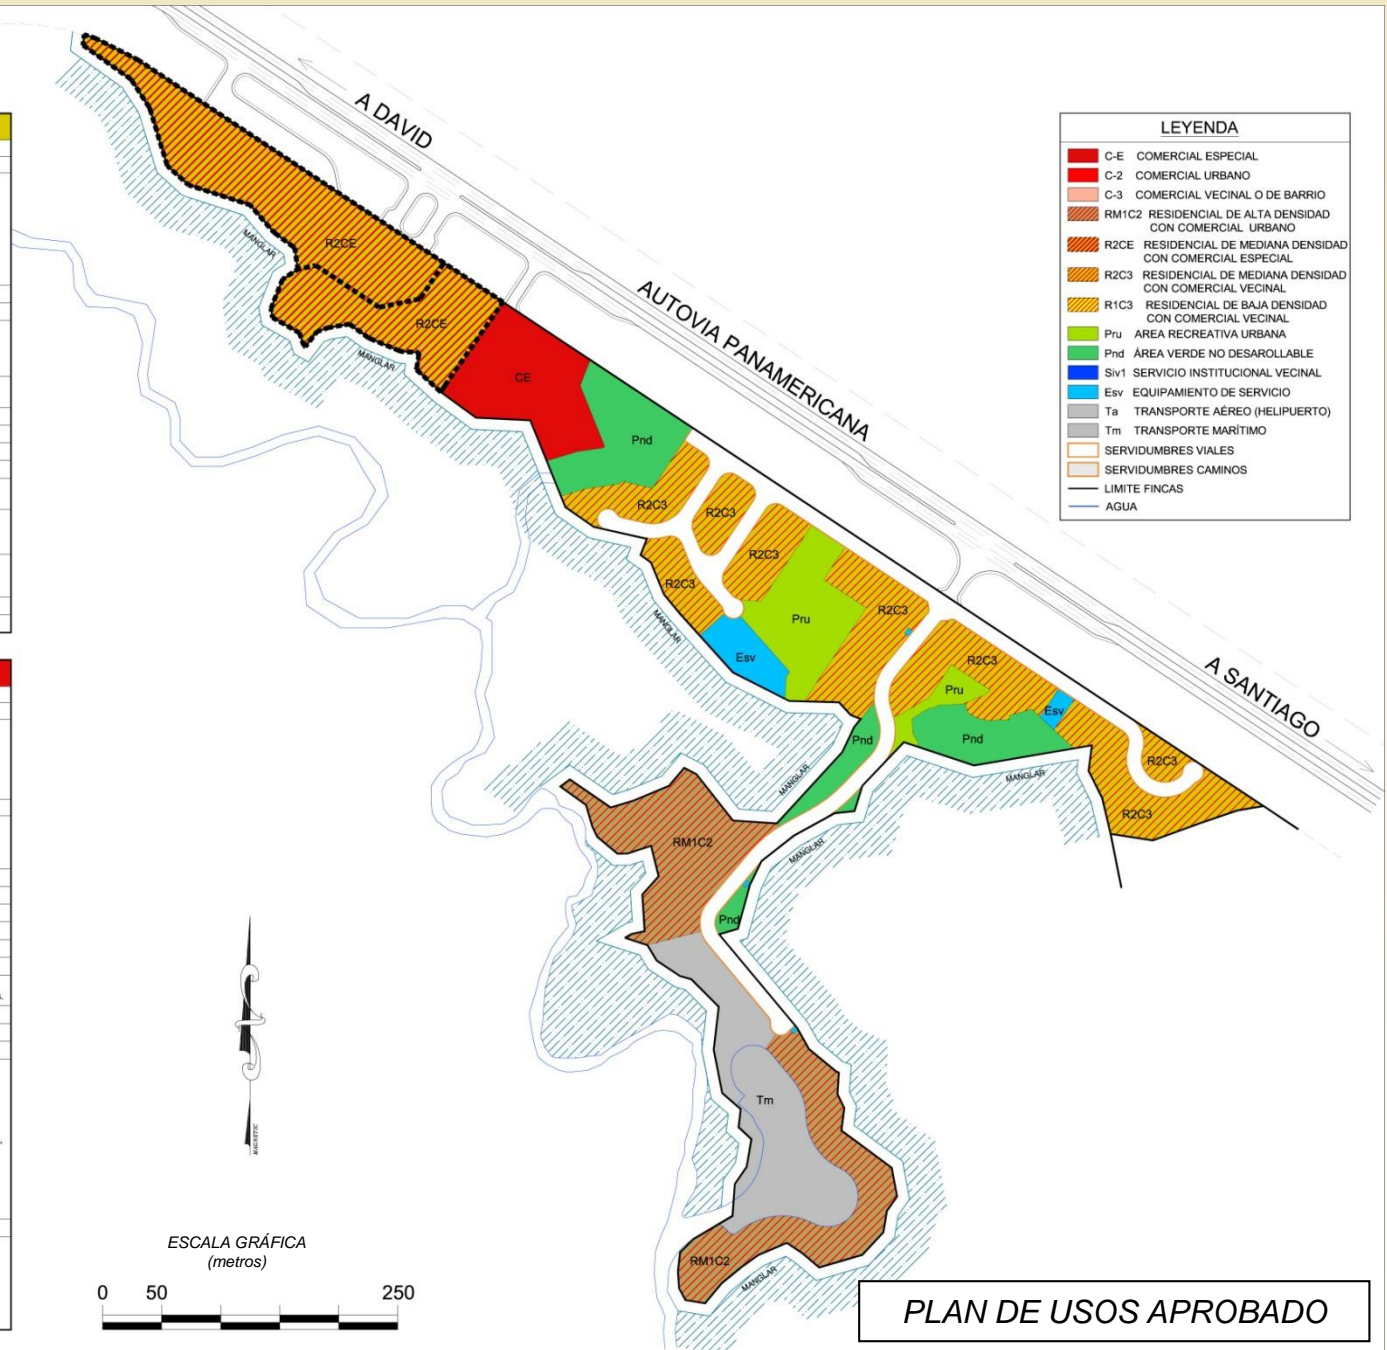 A DAVID
AUTOVIA PANAMERICANA
A SANTIAGO
LEYENDA
C-E COMERCIAL ESPECIAL
C-2 COMERCIAL URBANO
C-3 COMERCIAL VECINAL O DE BARRIO
RM1C2 RESIDENCIAL DE ALTA DENSIDAD
CON COMERCIAL URBANO
R2CE RESIDENCIAL DE MEDIANA DENSIDAD
CON COMERCIAL ESPECIAL
R2C3 RESIDENCIAL DE MEDIANA DENSIDAD
CON COMERCIAL VECINAL
R1C3 RESIDENCIAL DE BAJA DENSIDAD
CON COMERCIAL VECINAL
Pru AREA RECREATIVA URBANA
Pnd ÁREA VERDE NO DESAROLLABLE
Siv1 SERVICIO INSTITUCIONAL VECINAL
Esv EQUIPAMIENTO DE SERVICIO
Ta TRANSPORTE AÉREO (HELIPUERTO)
Tm TRANSPORTE MARÍTIMO
SERVIDUMBRES VIALES
SERVIDUMBRES CAMINOS
LIMITE FINCAS
AGUA
R2CE
MANGLAR
R2CE
MANGLAR
CE
Pnd
R2C3
R2C3
R2C3
R2C3
MANGLAR
Pru
R2C3
Esv
R2C3
Pru
Esv
Pnd
Pnd
R2C3
MANGLAR
MANGLAR
R2C3
RM1C2
MANGLAR
Pnd
Tm
RM1C2
MANGLAR
MAGNETIC
ESCALA GRÁFICA
(metros)
0 50 250
PLAN DE USOS APROBADO